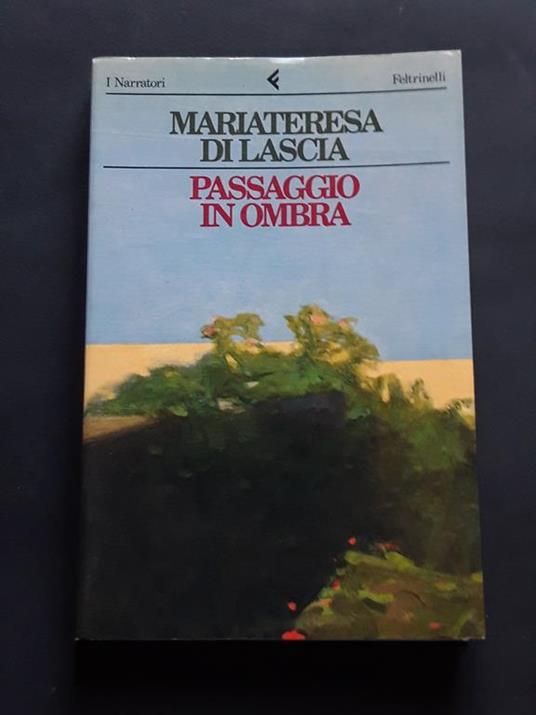 I Narratori Feltrinelli
MARIATERESA
DI LASCIA
PASSAGGIO
IN OMBRA